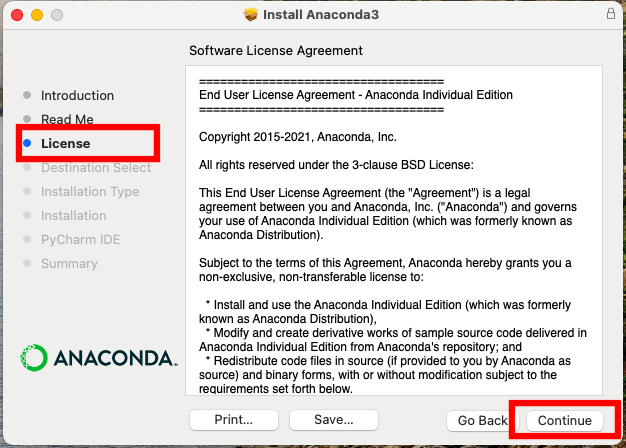 Install Anaconda3
Software License Agreement
Introduction
Read Me
License
Destination Select
Installation Type
Installation
PyCharm IDE
Summary
ANACONDA.
===================================
End User License Agreement - Anaconda Individual Edition
===================================
Copyright 2015-2021, Anaconda, Inc.
All rights reserved under the 3-clause BSD License:
This End User License Agreement (the "Agreement") is a legal
agreement between you and Anaconda, Inc. ("Anaconda") and governs
your use of Anaconda Individual Edition (which was formerly known as
Anaconda Distribution).
Subject to the terms of this Agreement, Anaconda hereby grants you a
non-exclusive, non-transferable license to:
* Install and use the Anaconda Individual Edition (which was formerly
known as Anaconda Distribution),
* Modify and create derivative works of sample source code delivered in
Anaconda Individual Edition from Anaconda's repository; and
* Redistribute code files in source (if provided to you by Anaconda as
source) and binary forms, with or without modification subject to the
requirements set forth below.
Print...
Save...
Go Back
Continue